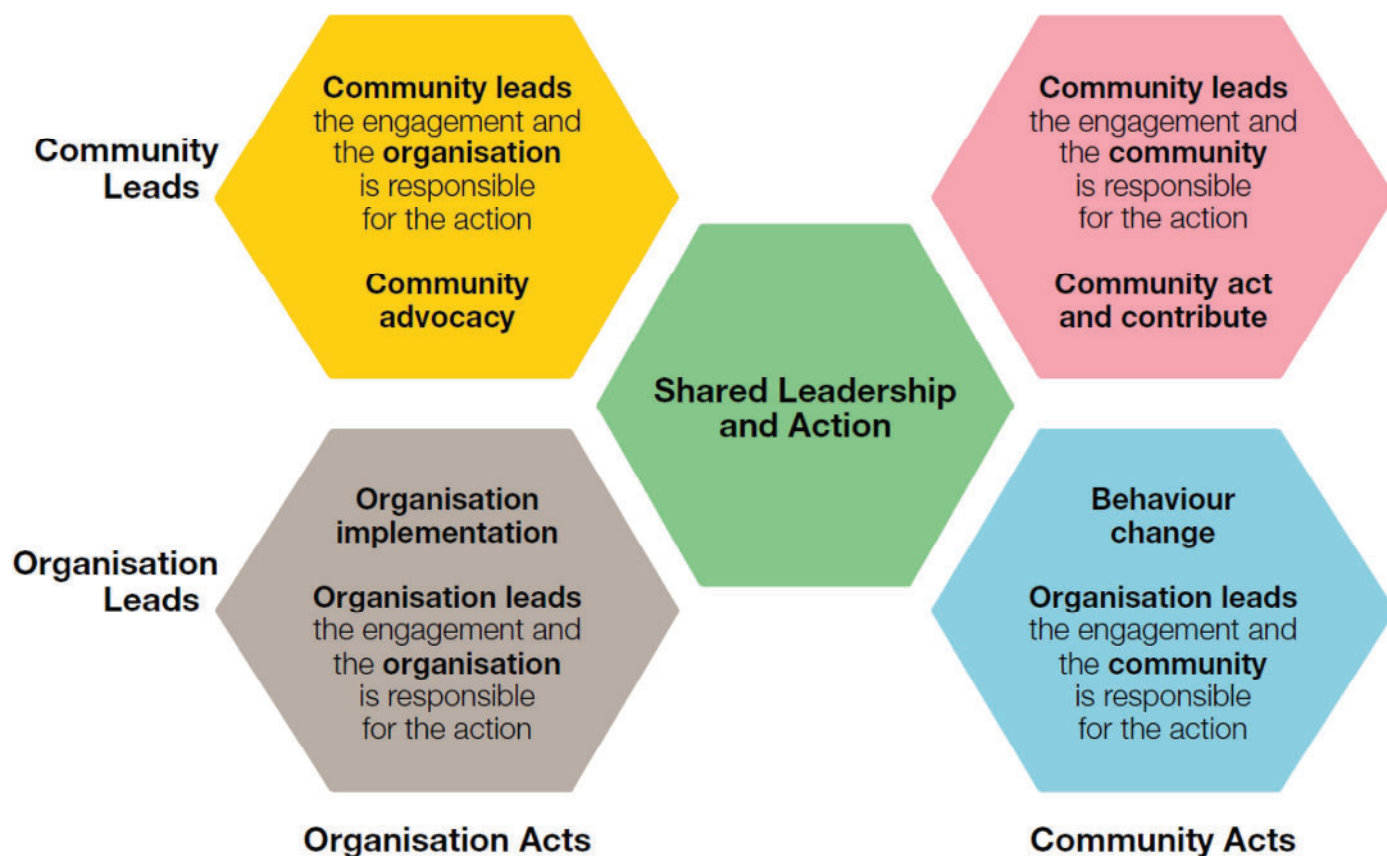 Community
Leads
Community leads
the engagement and
the organisation
is responsible
for the action
Community
advocacy
Community leads
the engagement and
the community
is responsible
for the action
Community act
and contribute
Shared Leadership
and Action
Organisation
Leads
Organisation
implementation
Organisation leads
the engagement and
the organisation
is responsible
for the action
Behaviour
change
Organisation leads
the engagement and
the community
is responsible
for the action
Organisation Acts
Community Acts